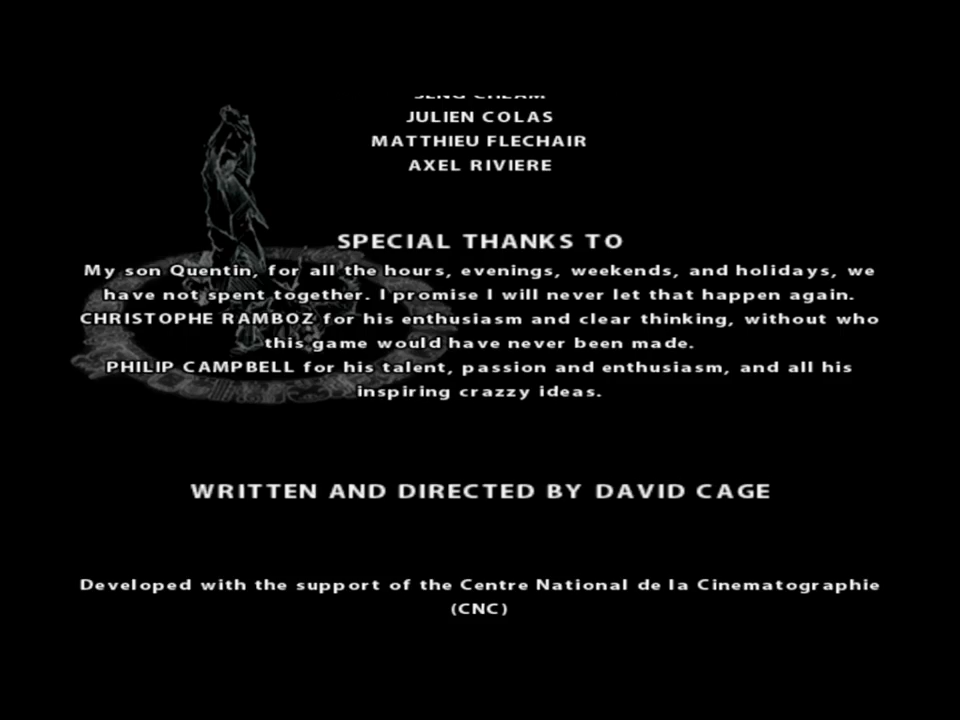 JULIEN COLAS
MATTHIEU FLECHAIR
AXEL RIVIERE
SPECIAL THANKS TO
My son Quentin, for all the hours, evenings, weekends, and holidays, we
have not spent together. I promise I will never let that happen again.
CHRISTOPHE RAMBOZ for his enthusiasm and clear thinking, without who
this game would have never been made.
PHILIP CAMPBELL for his talent, passion and enthusiasm, and all his
inspiring crazzy ideas.
WRITTEN AND DIRECTED BY DAVID CAGE
Developed with the support of the Centre National de la Cinematographie
(CNC)